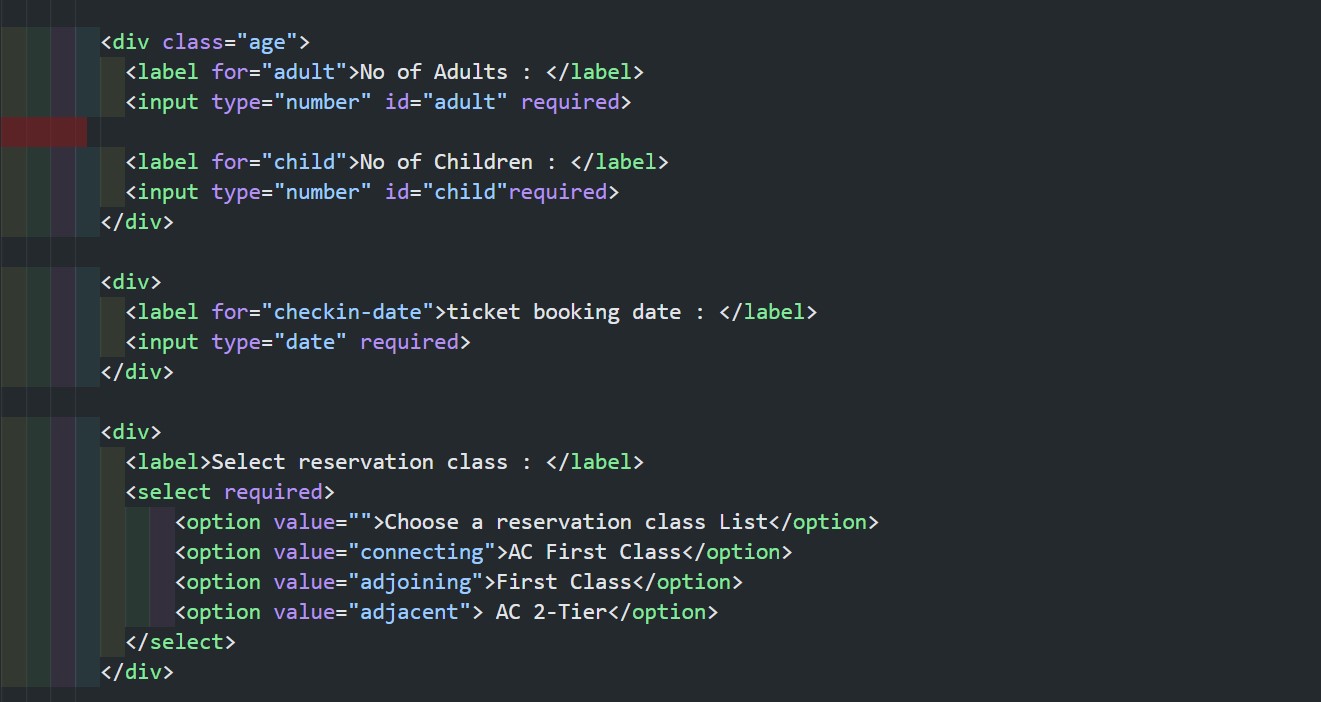 <div class="age">
<label for="adult">No of Adults : </label>
<input type="number" id="adult" required>
<label for="child">No of Children : </label>
<input type="number" id="child"required>
</div>
<div>
<label for="checkin-date">ticket booking date : </label>
<input type="date" required>
</div>
<div>
<label>Select reservation class : </label>
<select required>
<option value="">Choose a reservation class List</option>
<option value="connecting">AC First Class</option>
<option value="adjoining">First Class</option>
<option value="adjacent"> AC 2-Tier</option>
</select>
</div>